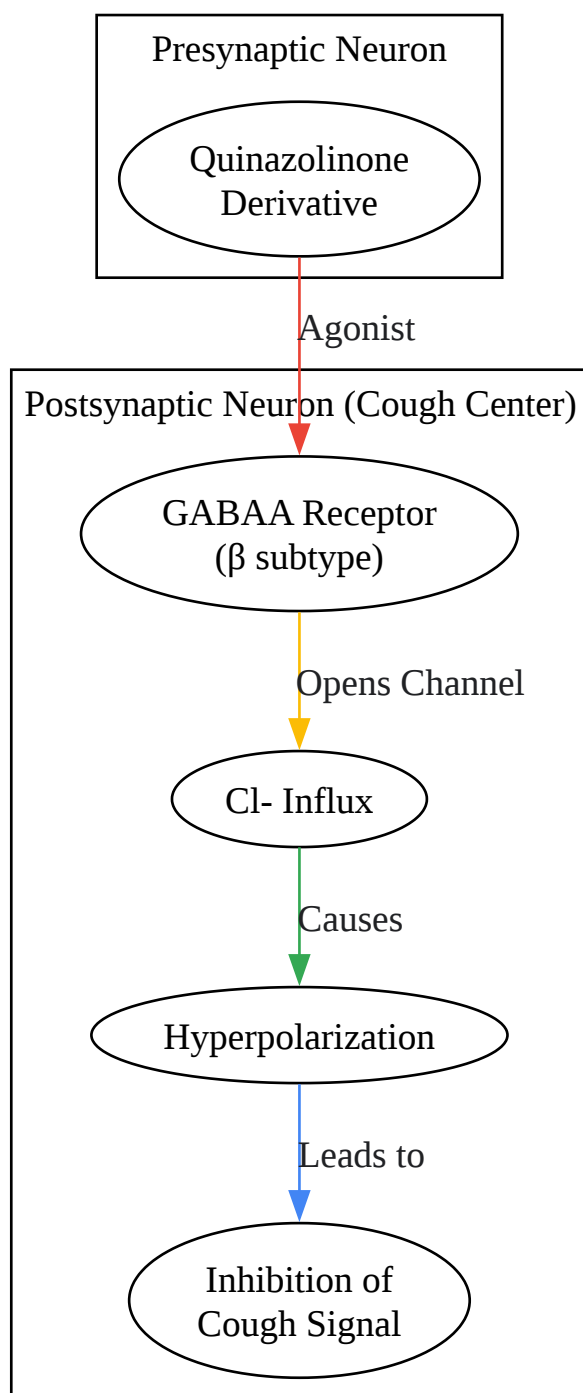 Presynaptic Neuron
Quinazolinone
Derivative
Agonist
Postsynaptic Neuron (Cough Center)
GABAA Receptor
(β subtype)
Opens Channel
Cl- Influx
Causes
Hyperpolarization
Leads to
Inhibition of
Cough Signal